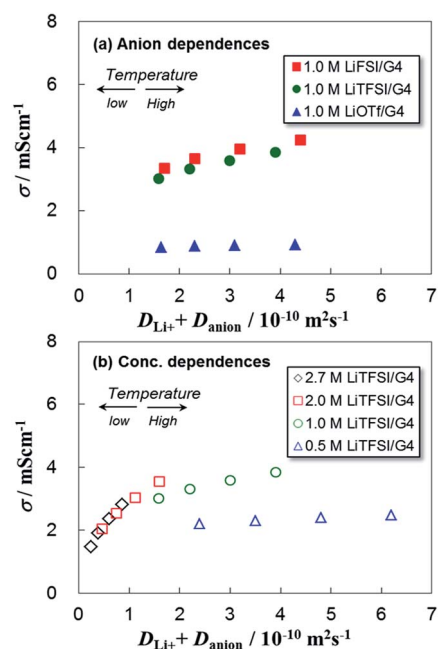 8
(a) Anion dependences
Temperature
low High
1.0 M LiFSI/G4
1.0 M LiTFSI/G4
1.0 M LiOTf/G4
6
4
2
0
σ / mScm⁻¹
0 1 2 3 4 5 6 7
D_Li+ + D_anion / 10⁻¹⁰ m²s⁻¹
8
(b) Conc. dependences
Temperature
low High
2.7 M LiTFSI/G4
2.0 M LiTFSI/G4
1.0 M LiTFSI/G4
0.5 M LiTFSI/G4
6
4
2
0
σ / mScm⁻¹
0 1 2 3 4 5 6 7
D_Li+ + D_anion / 10⁻¹⁰ m²s⁻¹